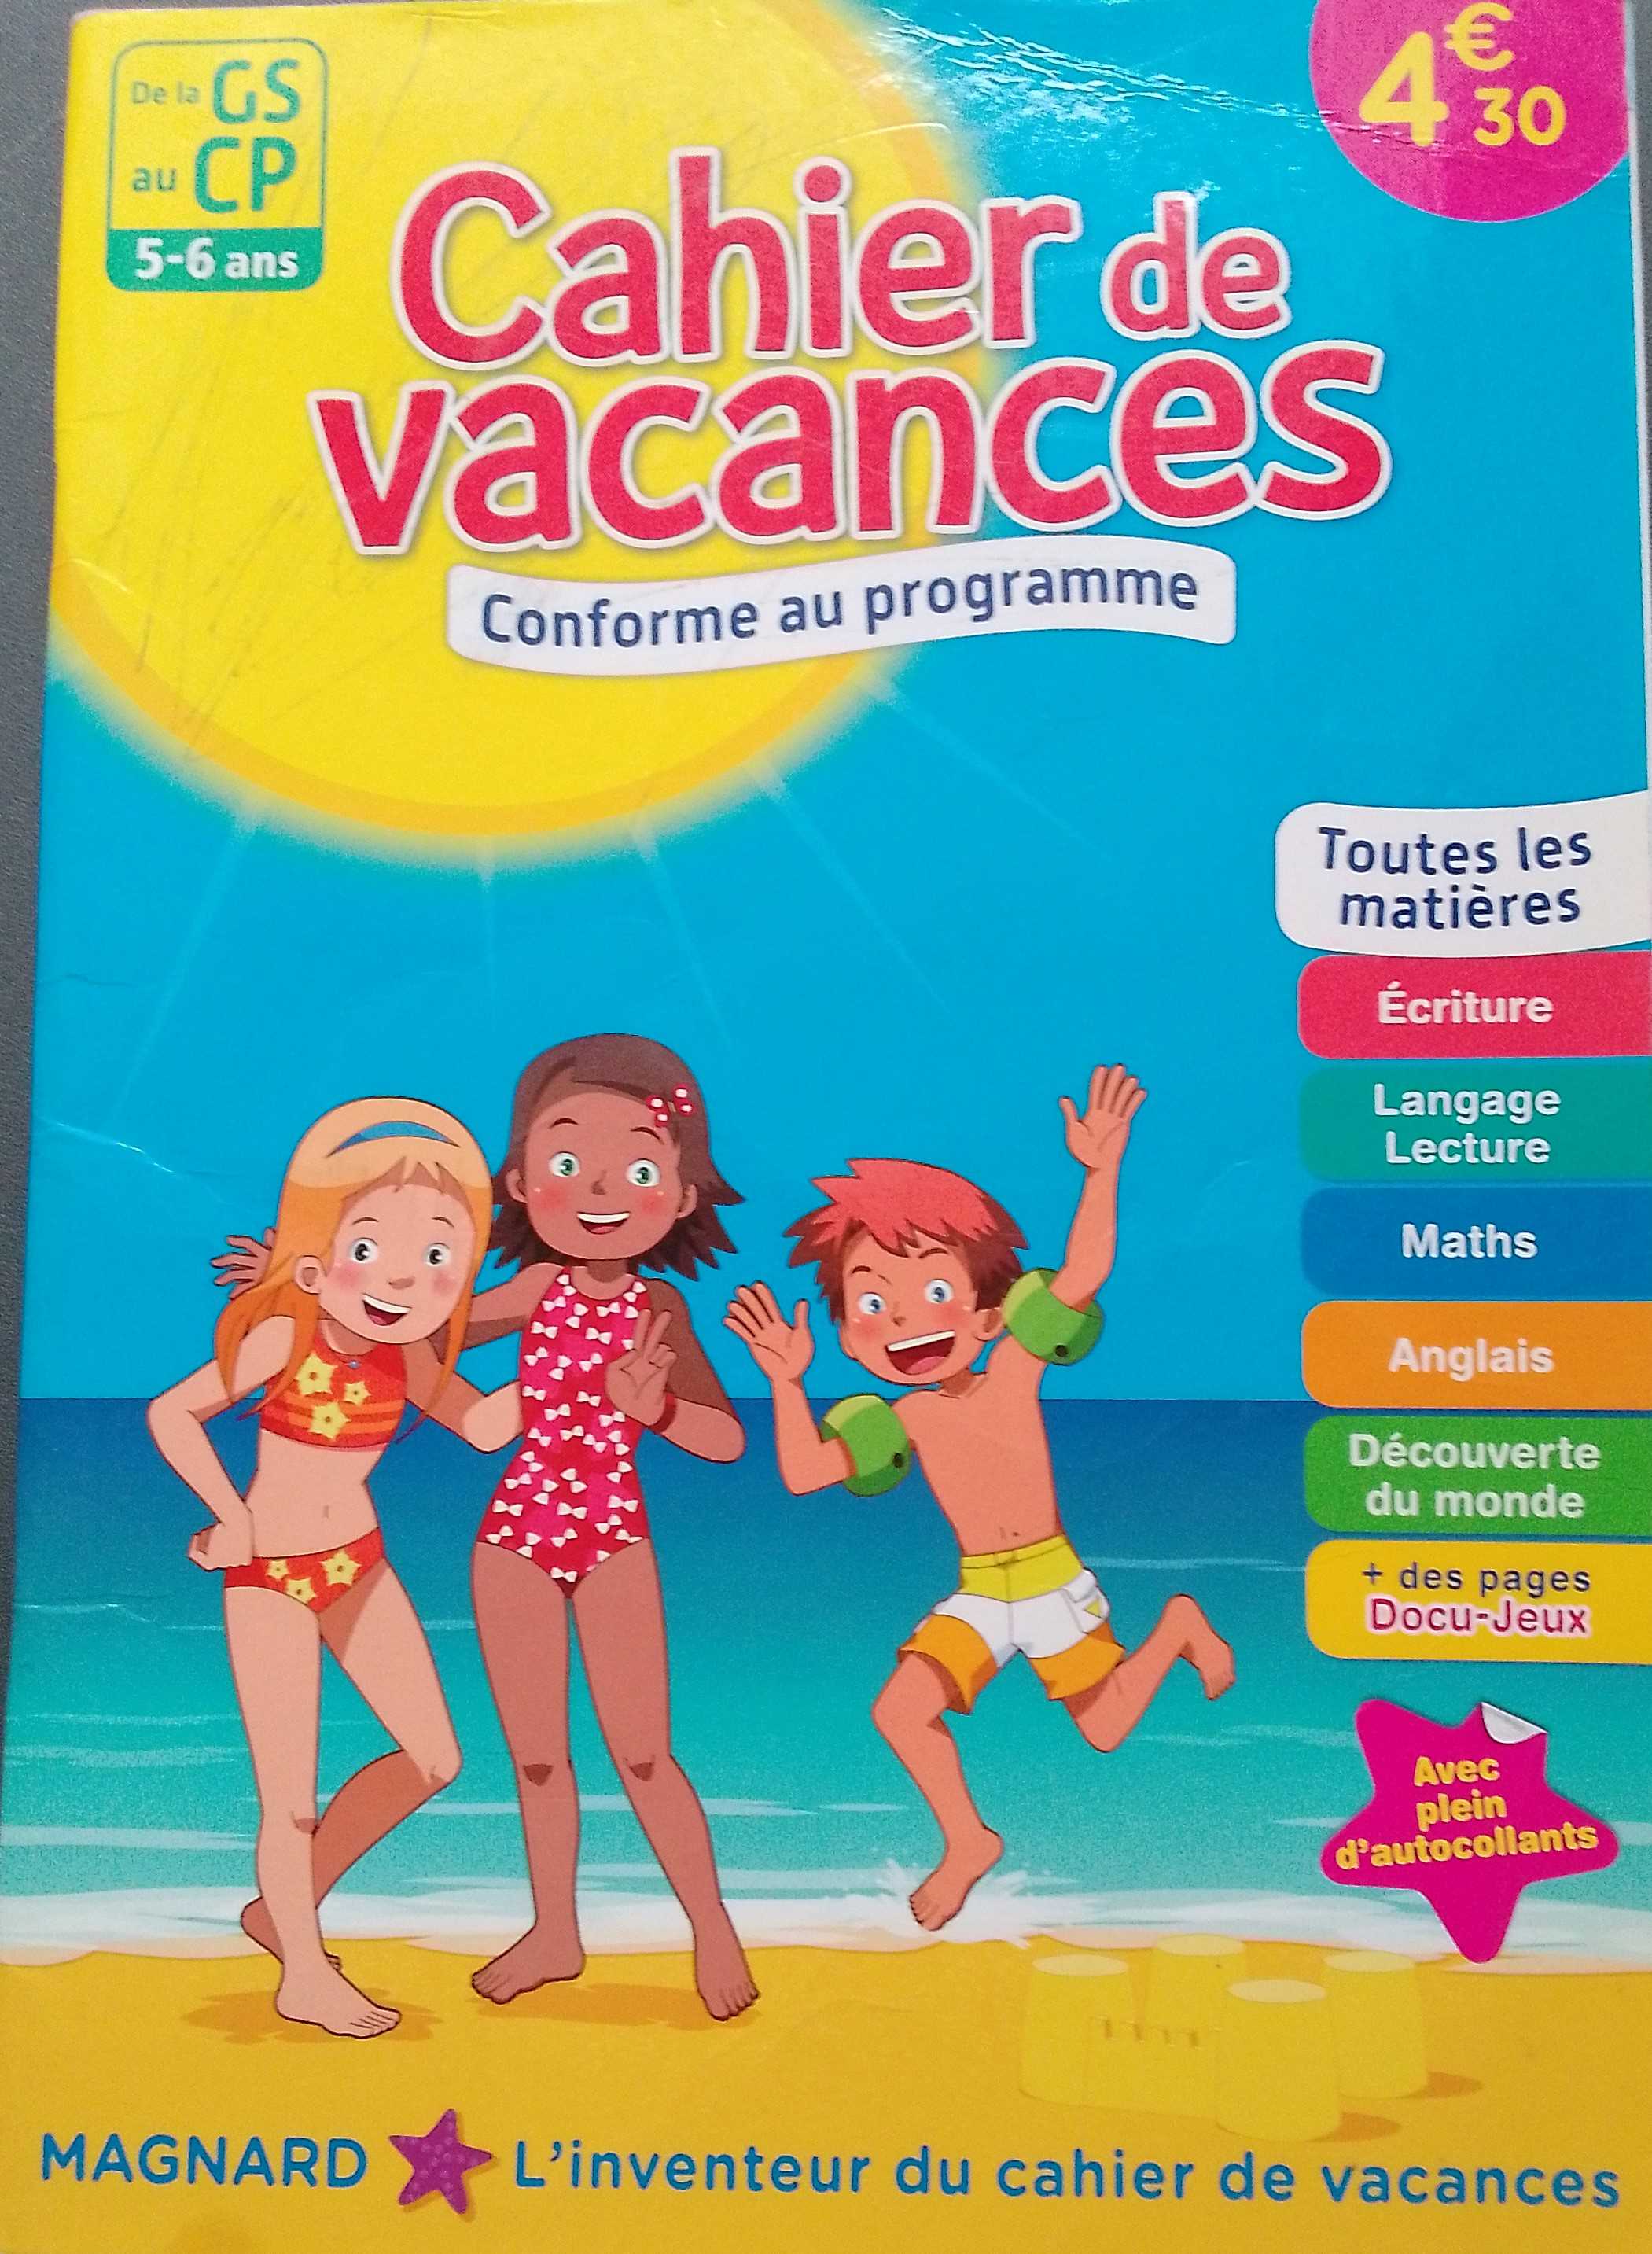 De la GS
au CP
5-6 ans
4€30
Cahier de
vacances
Conforme au programme
Toutes les
matières
Écriture
Langage
Lecture
Maths
Anglais
Découverte
du monde
+ des pages
Docu-Jeux
Avec
plein
d'autocollants
MAGNARD L'inventeur du cahier de vacances